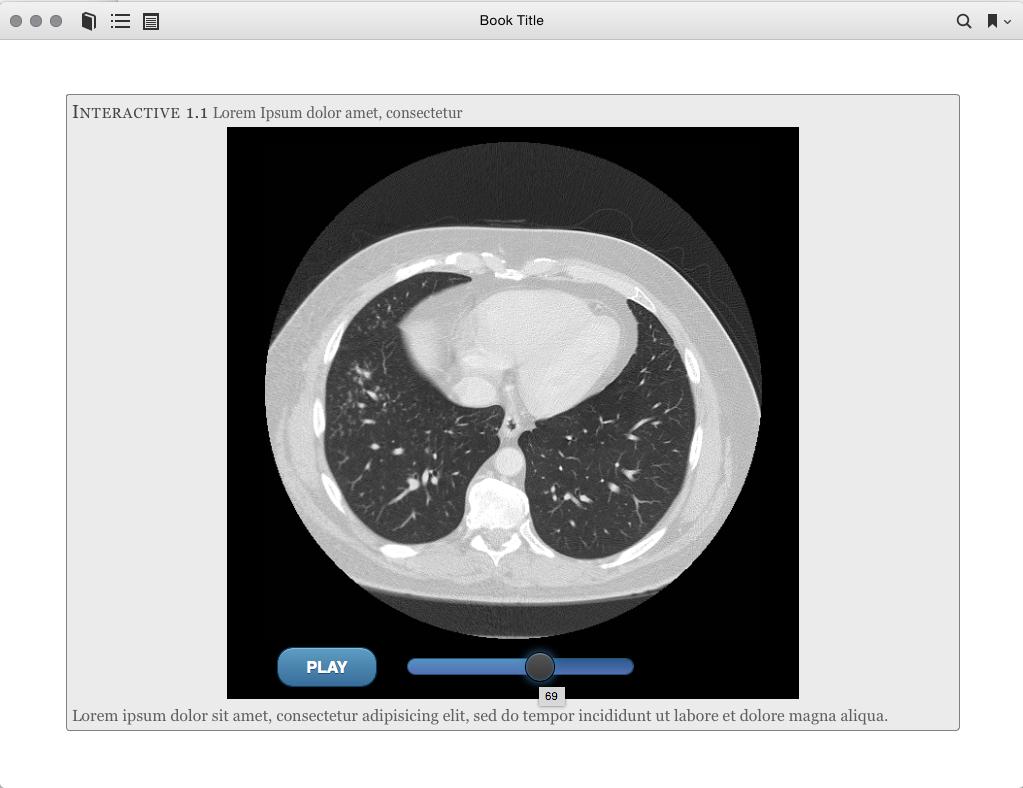 Book Title
INTERACTIVE 1.1 Lorem Ipsum dolor amet, consectetur
PLAY
69
Lorem ipsum dolor sit amet, consectetur adipisicing elit, sed do tempor incididunt ut labore et dolore magna aliqua.